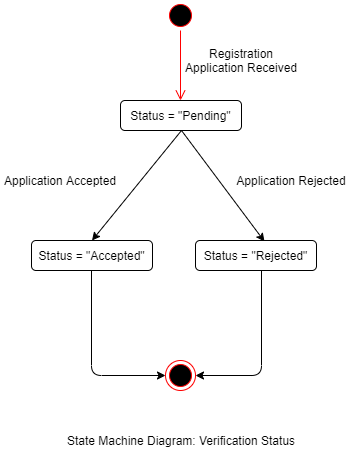 Registration
Application Received
Status = "Pending"
Application Accepted
Application Rejected
Status = "Accepted"
Status = "Rejected"
State Machine Diagram: Verification Status